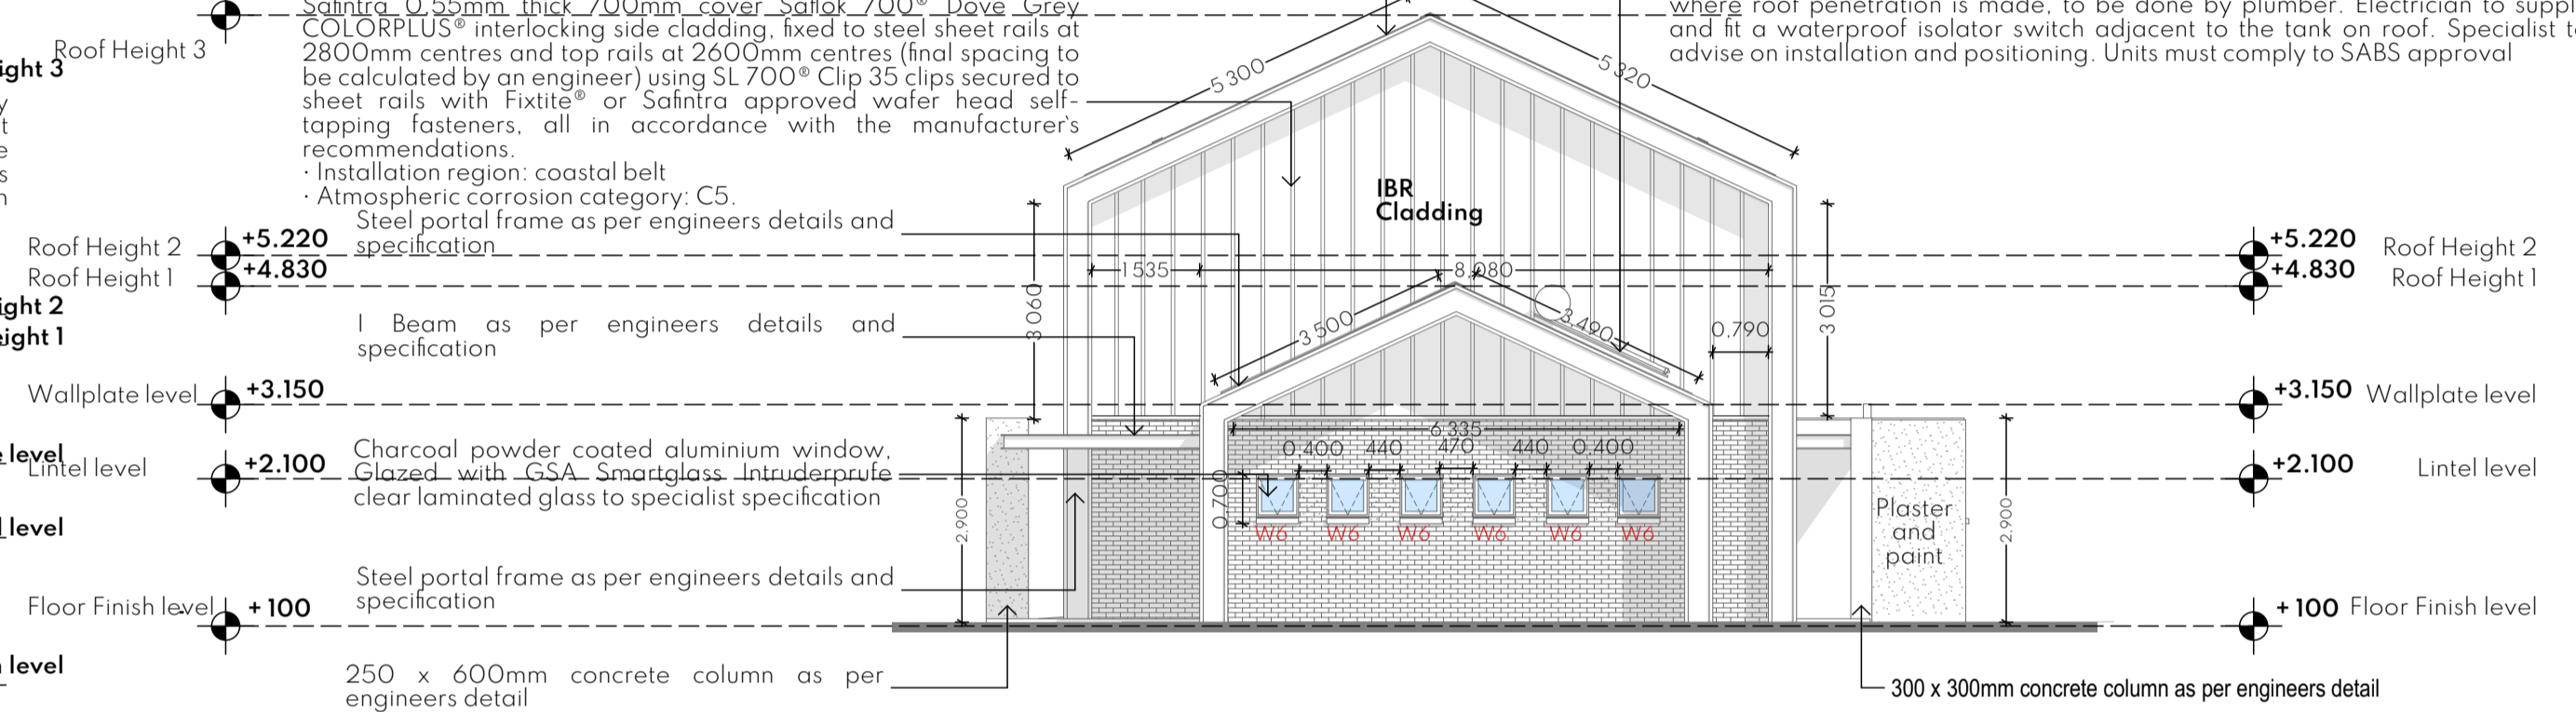 Safintra 0.55mm thick 700mm cover Saflok 700® Dove Grey
COLORPLUS® interlocking side cladding, fixed to steel sheet rails at
2800mm centres and top rails at 2600mm centres (final spacing to
be calculated by an engineer) using SL 700® Clip 35 clips secured to
sheet rails with Fixtite® or Safintra approved wafer head self-
tapping fasteners, all in accordance with the manufacturer`s
recommendations.
· Installation region: coastal belt
· Atmospheric corrosion category: C5.
where roof penetration is made, to be done by plumber. Electrician to suppl
and fit a waterproof isolator switch adjacent to the tank on roof. Specialist t
advise on installation and positioning. Units must comply to SABS approval
Roof Height 3
ight 3
Steel portal frame as per engineers details and
specification
Roof Height 2
+5.220
Roof Height 1
+4.830
ight 2
eight 1
I Beam as per engineers details and
specification
Wallplate level
+3.150
level
Lintel level
+2.100
Charcoal powder coated aluminium window,
Glazed with GSA Smartglass Intruderprufe
clear laminated glass to specialist specification
level
Steel portal frame as per engineers details and
specification
Floor Finish level
+ 100
level
250 x 600mm concrete column as per
engineers detail
5 300
5 320
IBR
Cladding
1 535
8,080
3 060
3 015
3 500
3,490
0,790
6,335
0,400
440
470
440
0,400
0,700
W6
W6
W6
W6
W6
W6
2,900
2,900
Plaster
and
paint
+5.220
Roof Height 2
+4.830
Roof Height 1
+3.150
Wallplate level
+2.100
Lintel level
+ 100
Floor Finish level
300 x 300mm concrete column as per engineers detail